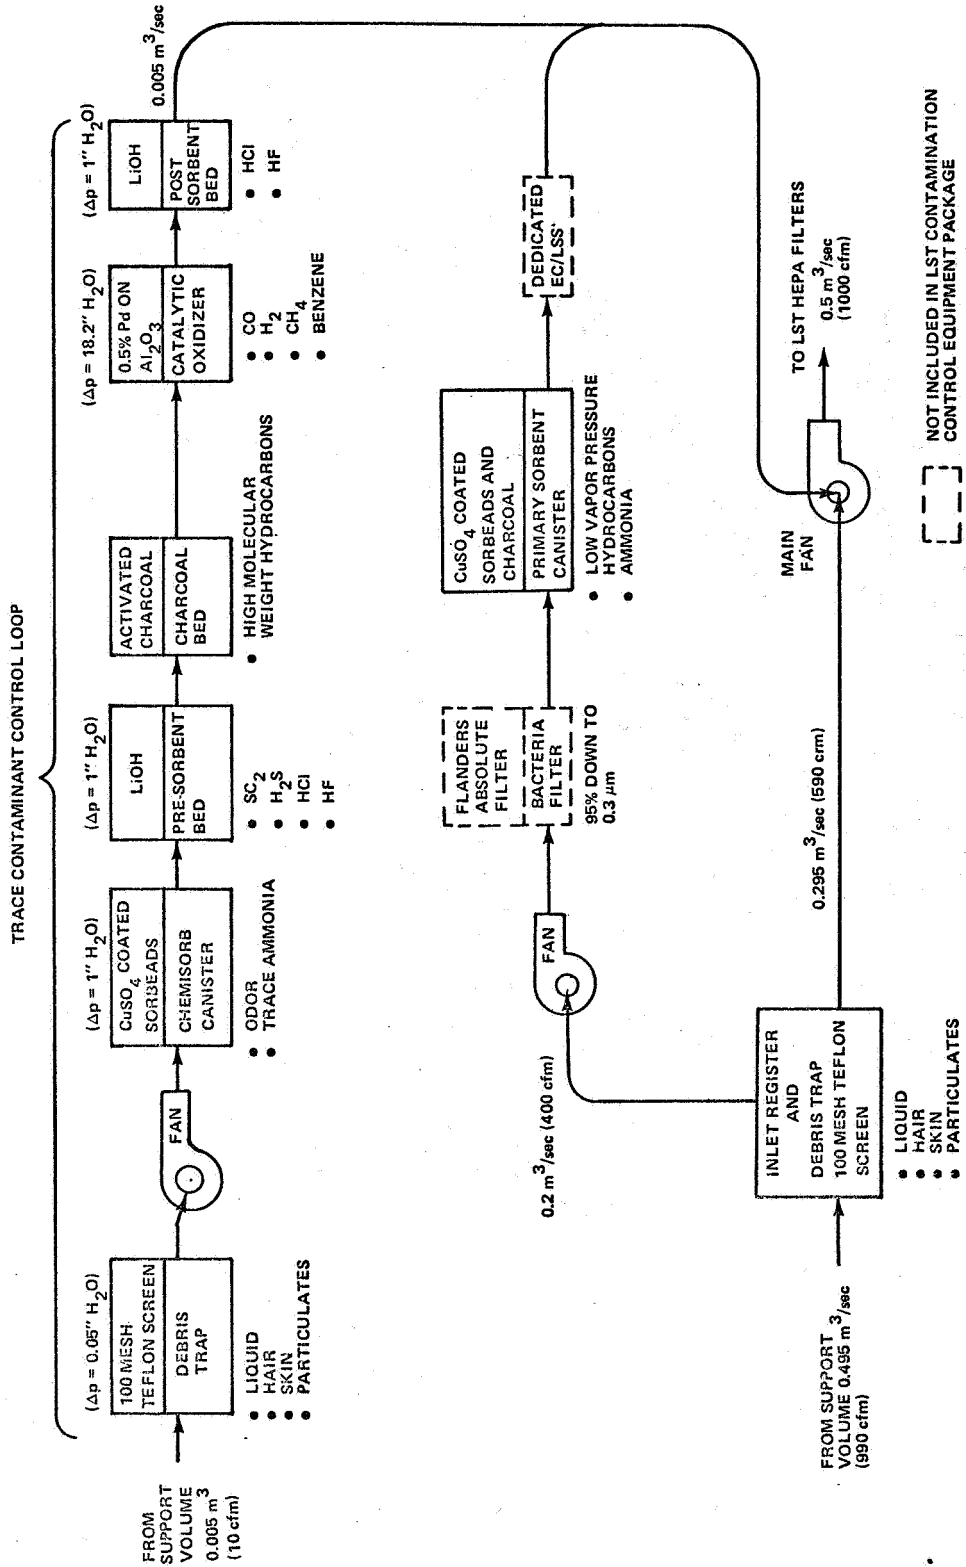 TRACE CONTAMINANT CONTROL LOOP
(Δp = 0.05" H2O)
100 MESH
TEFLON SCREEN
DEBRIS
TRAP
• LIQUID
• HAIR
• SKIN
• PARTICULATES
FROM
SUPPORT
VOLUME
0.005 m3
(10 cfm)
FAN
(Δp = 1" H2O)
CuSO4 COATED
SORBEADS
CHEMISORB
CANISTER
• ODOR
• TRACE AMMONIA
(Δp = 1" H2O)
LiOH
PRE-SORBENT
BED
• SC2
• H2S
• HCl
• HF
ACTIVATED
CHARCOAL
CHARCOAL
BED
• HIGH MOLECULAR
WEIGHT HYDROCARBONS
(Δp = 18.2" H2O)
0.5% Pd ON
Al2O3
CATALYTIC
OXIDIZER
• CO
• H2
• CH4
• BENZENE
(Δp = 1" H2O)
LiOH
POST
SORBENT
BED
• HCl
• HF
0.005 m3/sec
0.2 m3/sec (400 cfm)
FAN
FLANDERS
ABSOLUTE
FILTER
BACTERIA
FILTER
95% DOWN TO
0.3 μm
CuSO4 COATED
SORBEADS AND
CHARCOAL
PRIMARY SORBENT
CANISTER
• LOW VAPOR PRESSURE
HYDROCARBONS
• AMMONIA
DEDICATED
EC/LSS
FROM SUPPORT
VOLUME 0.495 m3/sec
(990 cfm)
INLET REGISTER
AND
DEBRIS TRAP
100 MESH TEFLON
SCREEN
• LIQUID
• HAIR
• SKIN
• PARTICULATES
0.295 m3/sec (590 crm)
MAIN
FAN
TO LST HEPA FILTERS
0.5 m3/sec
(1000 cfm)
NOT INCLUDED IN LST CONTAMINATION
CONTROL EQUIPMENT PACKAGE